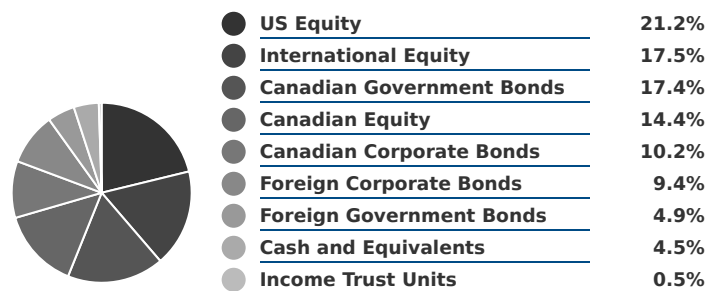 US Equity 21.2%
International Equity 17.5%
Canadian Government Bonds 17.4%
Canadian Equity 14.4%
Canadian Corporate Bonds 10.2%
Foreign Corporate Bonds 9.4%
Foreign Government Bonds 4.9%
Cash and Equivalents 4.5%
Income Trust Units 0.5%